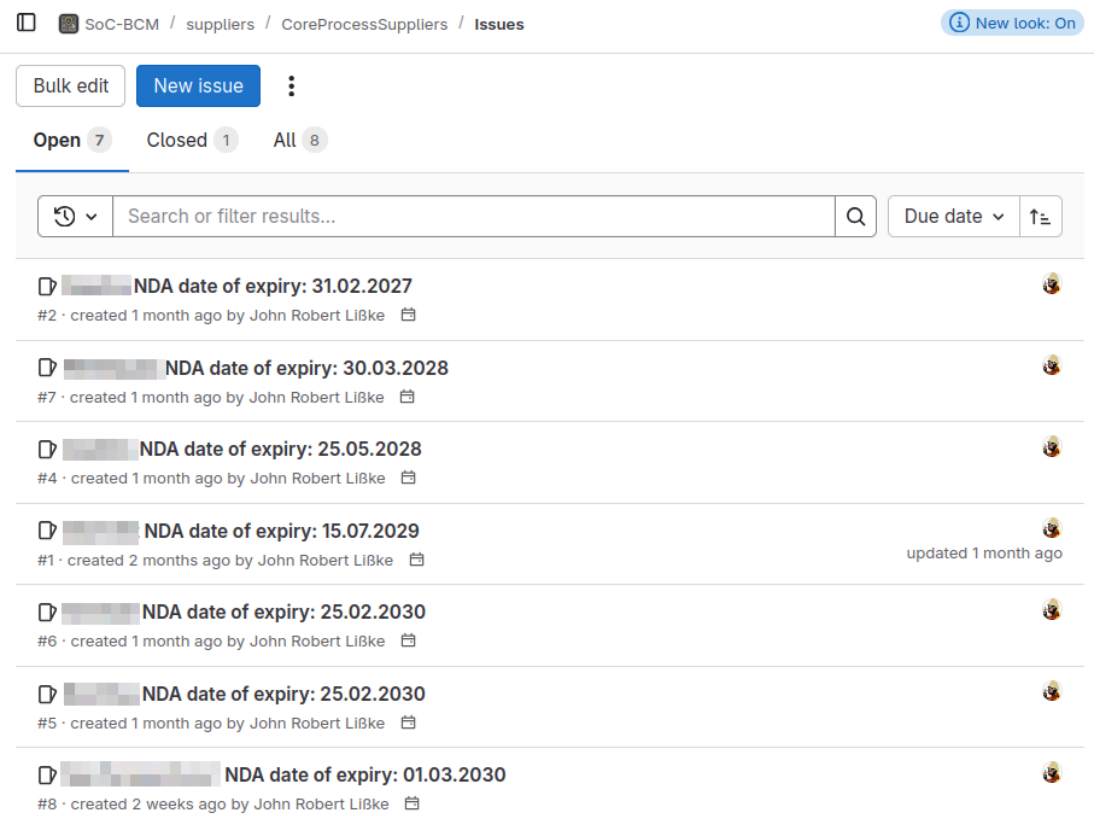 SoC-BCM / suppliers / CoreProcessSuppliers / Issues
New look: On
Bulk edit
New issue
Open 7
Closed 1
All 8
Search or filter results...
Due date
NDA date of expiry: 31.02.2027
#2 · created 1 month ago by John Robert Lißke
NDA date of expiry: 30.03.2028
#7 · created 1 month ago by John Robert Lißke
NDA date of expiry: 25.05.2028
#4 · created 1 month ago by John Robert Lißke
NDA date of expiry: 15.07.2029
#1 · created 2 months ago by John Robert Lißke
updated 1 month ago
NDA date of expiry: 25.02.2030
#6 · created 1 month ago by John Robert Lißke
NDA date of expiry: 25.02.2030
#5 · created 1 month ago by John Robert Lißke
NDA date of expiry: 01.03.2030
#8 · created 2 weeks ago by John Robert Lißke